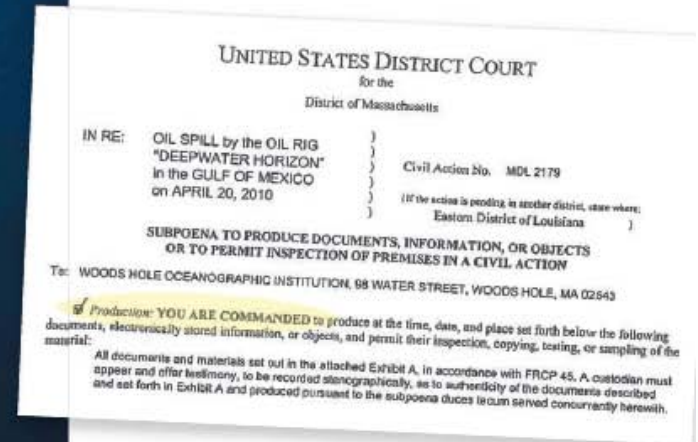 UNITED STATES DISTRICT COURT
for the
District of Massachusetts
IN RE: OIL SPILL by the OIL RIG )
"DEEPWATER HORIZON" )
in the GULF OF MEXICO ) Civil Action No. MDL 2179
on APRIL 20, 2010 )
) (If the action is pending in another district, state where:
) Eastern District of Louisiana )
SUBPOENA TO PRODUCE DOCUMENTS, INFORMATION, OR OBJECTS
OR TO PERMIT INSPECTION OF PREMISES IN A CIVIL ACTION
To: WOODS HOLE OCEANOGRAPHIC INSTITUTION, 98 WATER STREET, WOODS HOLE, MA 02543
Production: YOU ARE COMMANDED to produce at the time, date, and place set forth below the following
documents, electronically stored information, or objects, and permit their inspection, copying, testing, or sampling of the
material:
All documents and materials set out in the attached Exhibit A, in accordance with FRCP 45. A custodian must
appear and offer testimony, to be recorded stenographically, as to authenticity of the documents described
and set forth in Exhibit A and produced pursuant to the subpoena duces tecum served concurrently herewith.